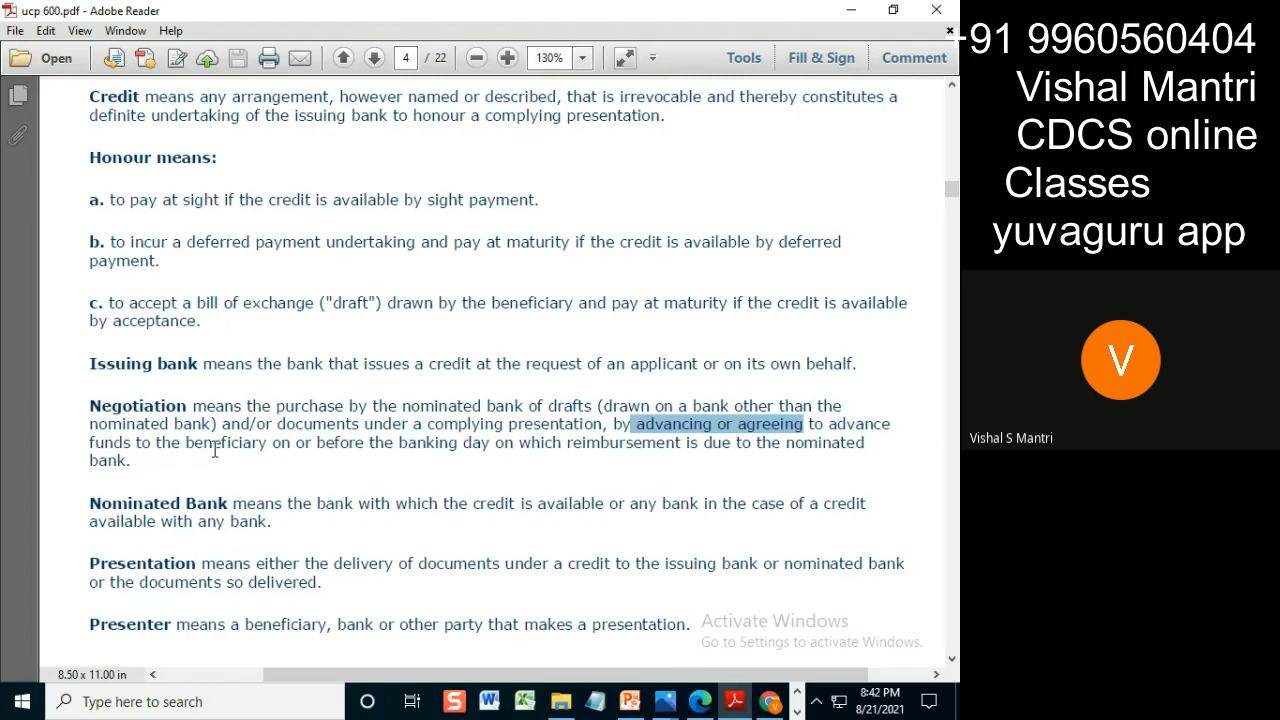 ucp 600.pdf - Adobe Reader
File Edit View Window Help
Open 4 / 22 130% Tools Fill & Sign Comment
Credit means any arrangement, however named or described, that is irrevocable and thereby constitutes a
definite undertaking of the issuing bank to honour a complying presentation.
Honour means:
a. to pay at sight if the credit is available by sight payment.
b. to incur a deferred payment undertaking and pay at maturity if the credit is available by deferred
payment.
c. to accept a bill of exchange ("draft") drawn by the beneficiary and pay at maturity if the credit is available
by acceptance.
Issuing bank means the bank that issues a credit at the request of an applicant or on its own behalf.
Negotiation means the purchase by the nominated bank of drafts (drawn on a bank other than the
nominated bank) and/or documents under a complying presentation, by advancing or agreeing to advance
funds to the beneficiary on or before the banking day on which reimbursement is due to the nominated
bank.
Nominated Bank means the bank with which the credit is available or any bank in the case of a credit
available with any bank.
Presentation means either the delivery of documents under a credit to the issuing bank or nominated bank
or the documents so delivered.
Presenter means a beneficiary, bank or other party that makes a presentation.
Activate Windows
Go to Settings to activate Windows.
8.50 x 11.00 in
Type here to search
8:42 PM
8/21/2021
+91 9960560404
Vishal Mantri
CDCS online
Classes
yuvaguru app
V
Vishal S Mantri